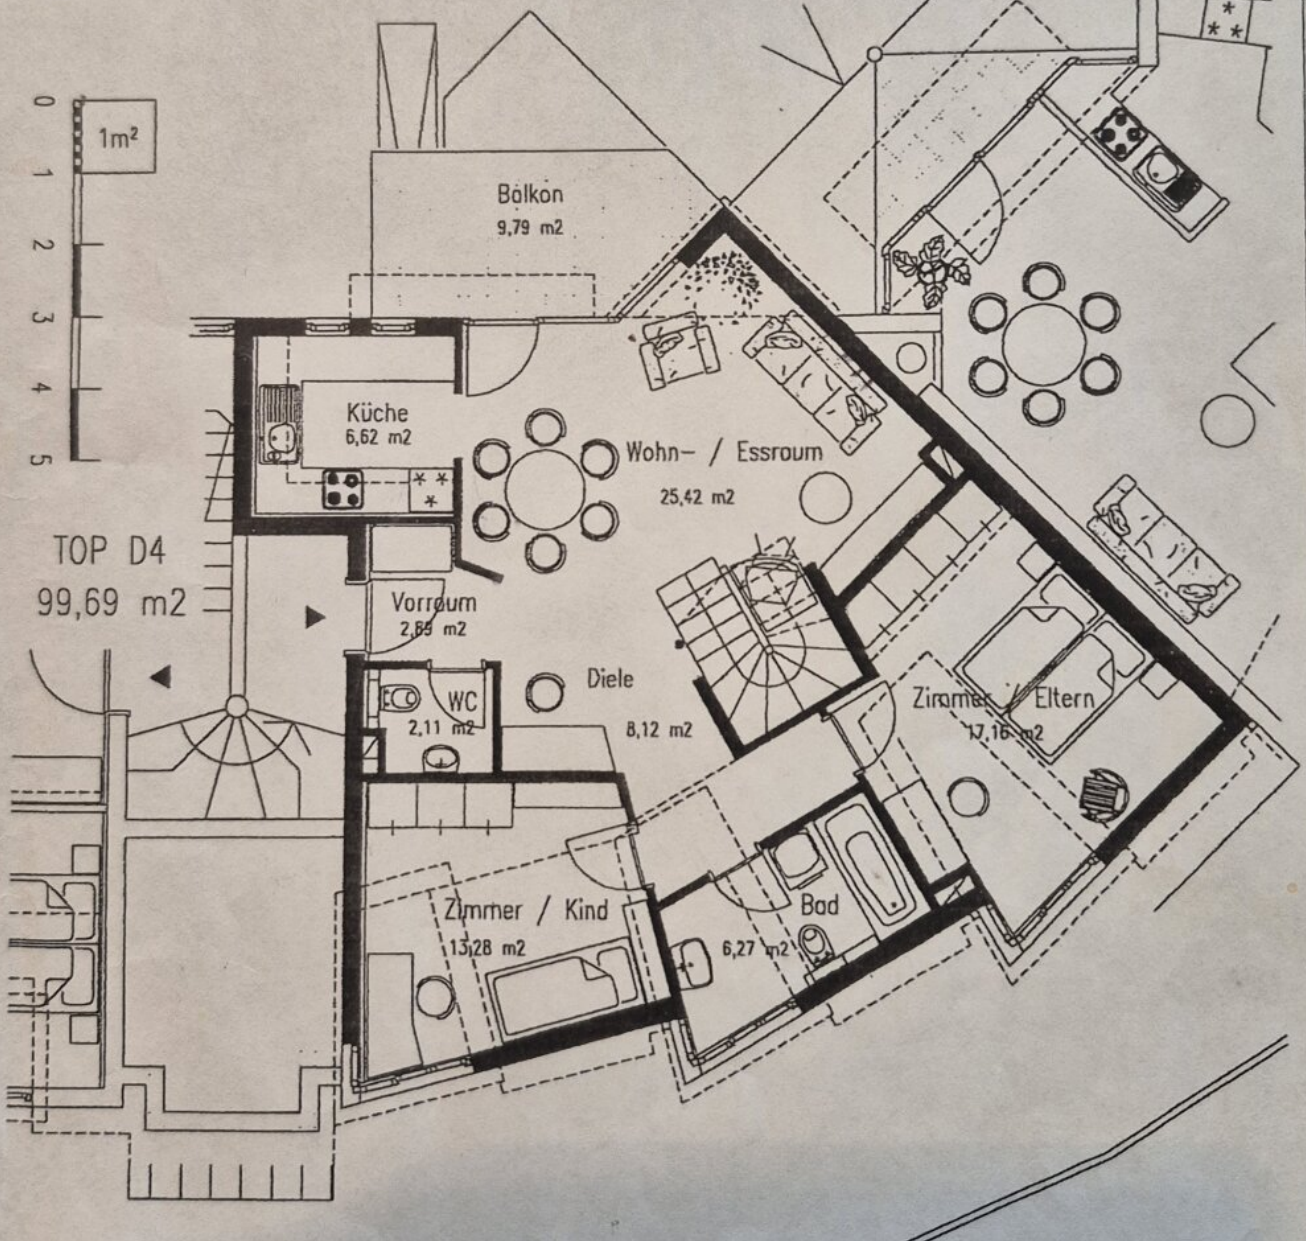 0
1m²
1
2
3
4
5
Balkon
9,79 m2
Küche
6,62 m2
Wohn- / Essraum
25,42 m2
TOP D4
99,69 m2
Vorraum
2,89 m2
WC
2,11 m2
Diele
8,12 m2
Zimmer / Eltern
17,16 m2
Zimmer / Kind
13,28 m2
Bad
6,27 m2